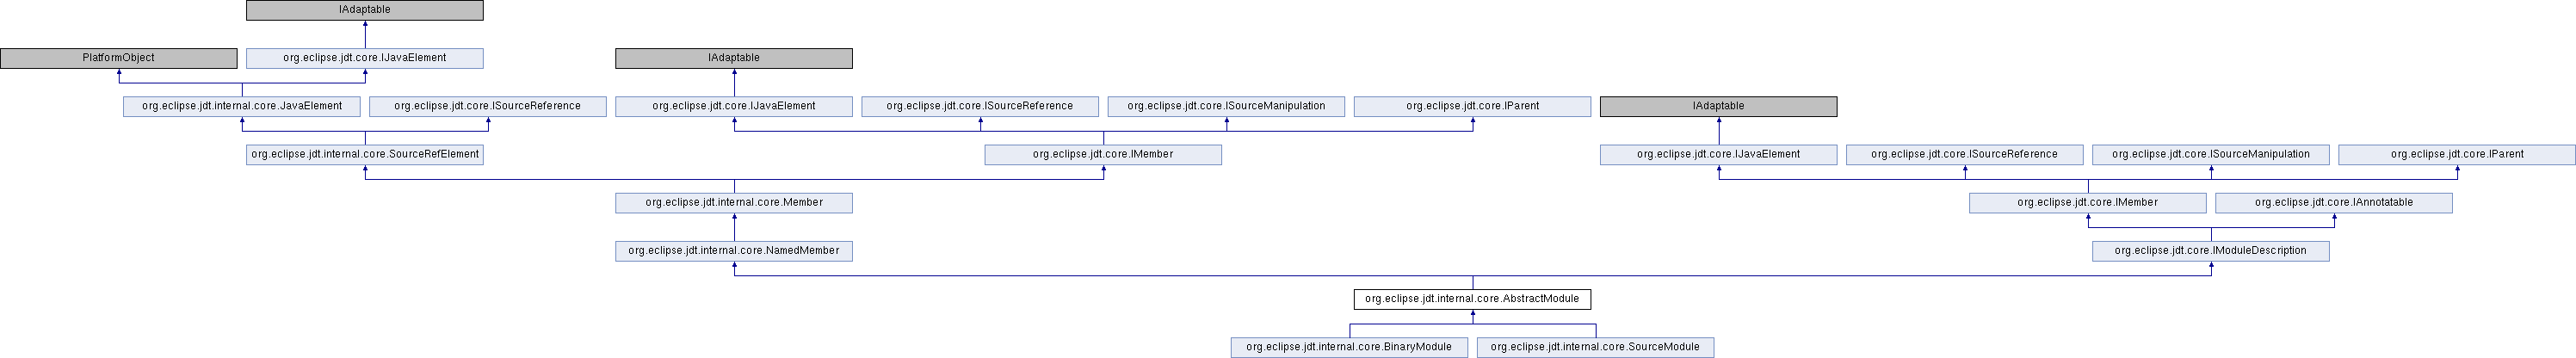 IAdaptable
PlatformObject
org.eclipse.jdt.core.IJavaElement
IAdaptable
org.eclipse.jdt.internal.core.JavaElement
org.eclipse.jdt.core.ISourceReference
org.eclipse.jdt.core.IJavaElement
org.eclipse.jdt.core.ISourceReference
org.eclipse.jdt.core.ISourceManipulation
org.eclipse.jdt.core.IParent
IAdaptable
org.eclipse.jdt.internal.core.SourceRefElement
org.eclipse.jdt.core.IMember
org.eclipse.jdt.core.IJavaElement
org.eclipse.jdt.core.ISourceReference
org.eclipse.jdt.core.ISourceManipulation
org.eclipse.jdt.core.IParent
org.eclipse.jdt.internal.core.Member
org.eclipse.jdt.core.IMember
org.eclipse.jdt.core.IAnnotatable
org.eclipse.jdt.internal.core.NamedMember
org.eclipse.jdt.core.IModuleDescription
org.eclipse.jdt.internal.core.AbstractModule
org.eclipse.jdt.internal.core.BinaryModule
org.eclipse.jdt.internal.core.SourceModule